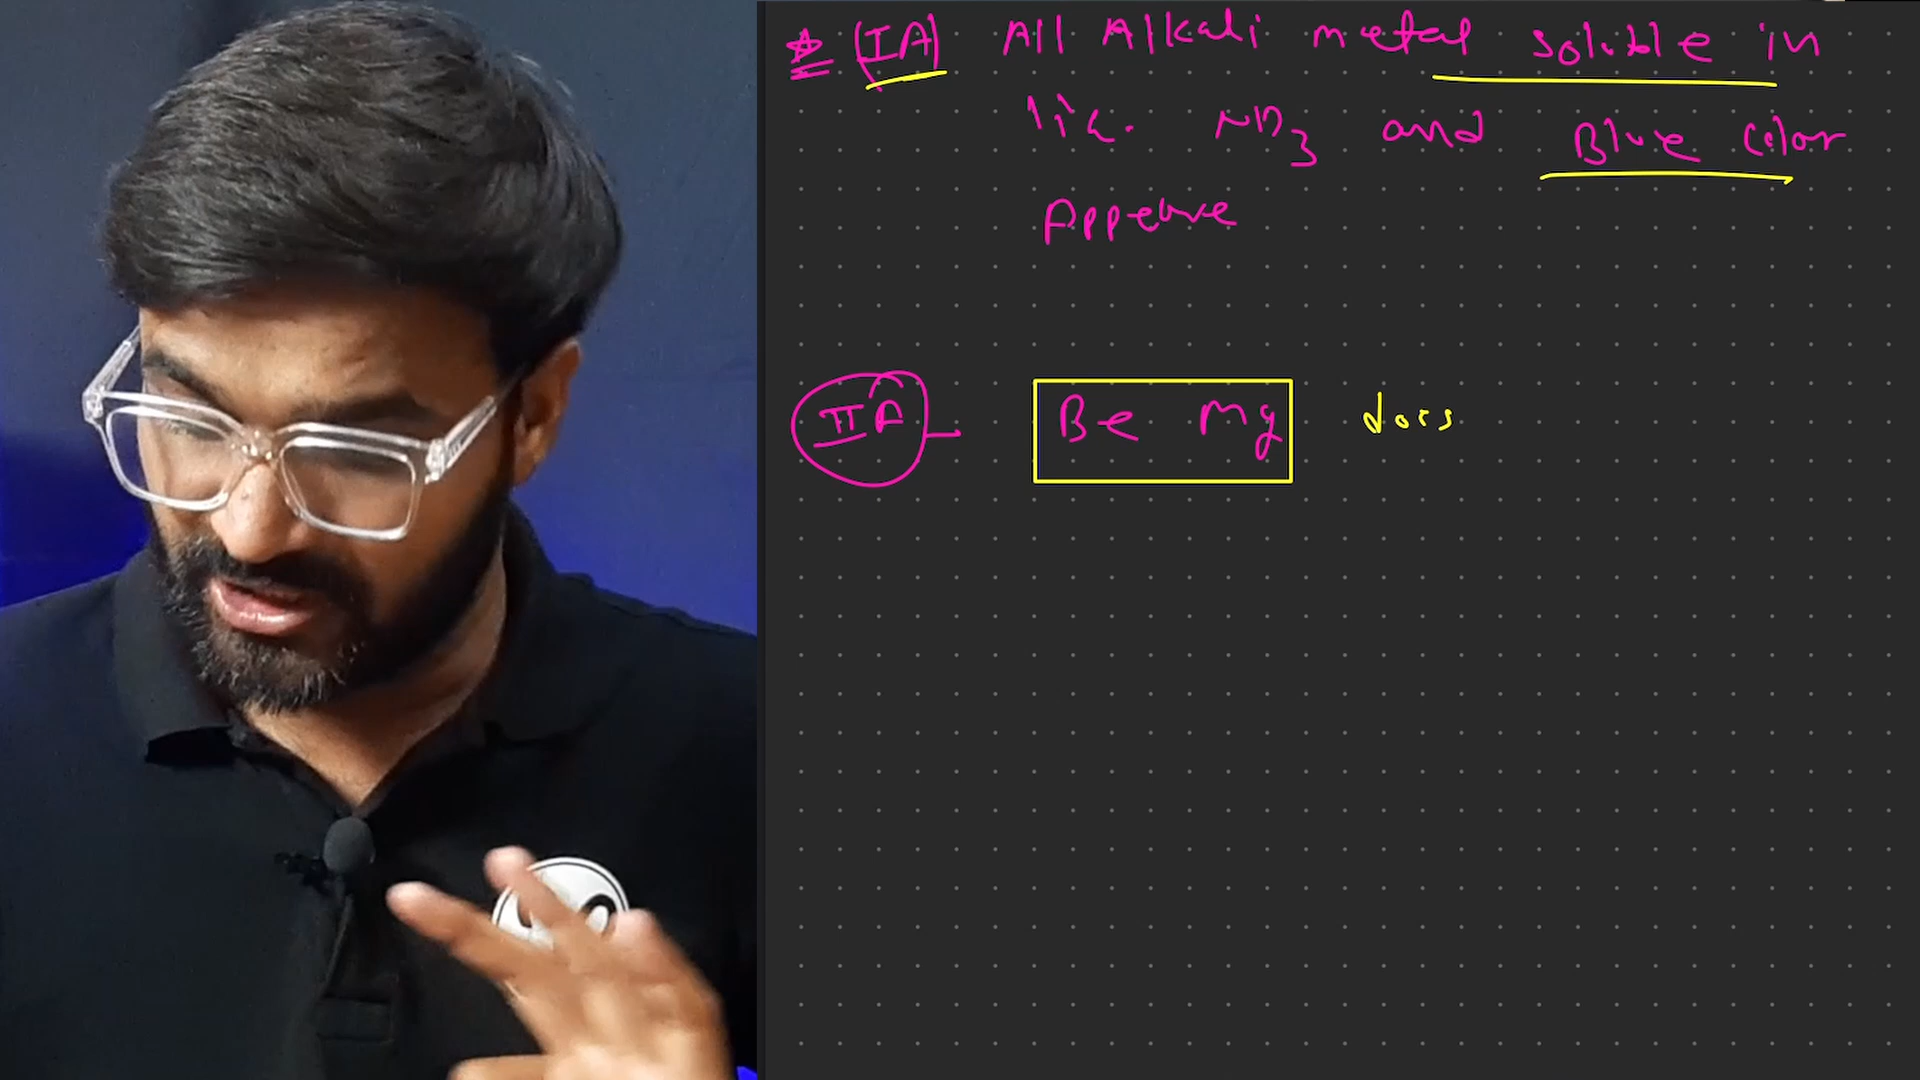 (IA) All Alkali metal soluble in
liq. NH3 and Blue Color
Appeare
IIA - Be Mg does